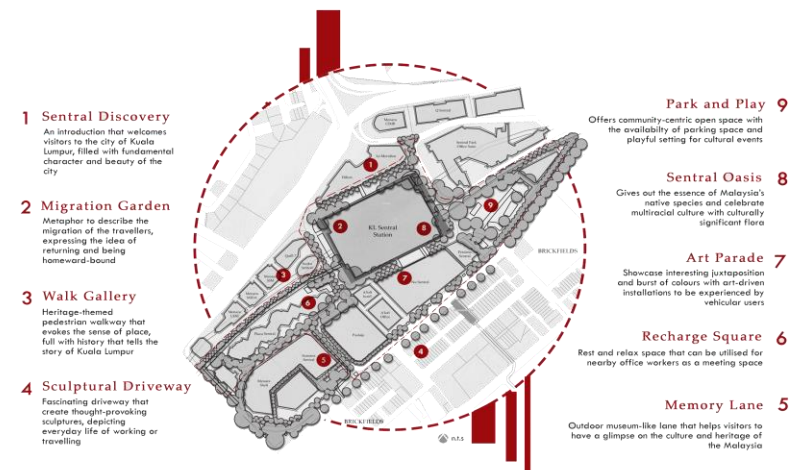 1 Sentral Discovery
An introduction that welcomes
visitors to the city of Kuala
Lumpur, filled with fundamental
character and beauty of the
city
2 Migration Garden
Metaphor to describe the
migration of the travellers,
expressing the idea of
returning and being
homeward-bound
3 Walk Gallery
Heritage-themed
pedestrian walkway that
evokes the sense of place,
full with history that tells the
story of Kuala Lumpur
4 Sculptural Driveway
Fascinating driveway that
create thought-provoking
sculptures, depicting
everyday life of working or
travelling
1
2
KL Sentral
Station
8
9
3
7
6
5
4
BRICKFIELDS
BRICKFIELDS
n.t.s
Park and Play 9
Offers community-centric open space with
the availabilty of parking space and
playful setting for cultural events
Sentral Oasis 8
Gives out the essence of Malaysia's
native species and celebrate
multiracial culture with culturally
significant flora
Art Parade 7
Showcase interesting juxtaposition
and burst of colours with art-driven
installations to be experienced by
vehicular users
Recharge Square 6
Rest and relax space that can be utilised for
nearby office workers as a meeting space
Memory Lane 5
Outdoor museum-like lane that helps visitors to
have a glimpse on the culture and heritage of
the Malaysia